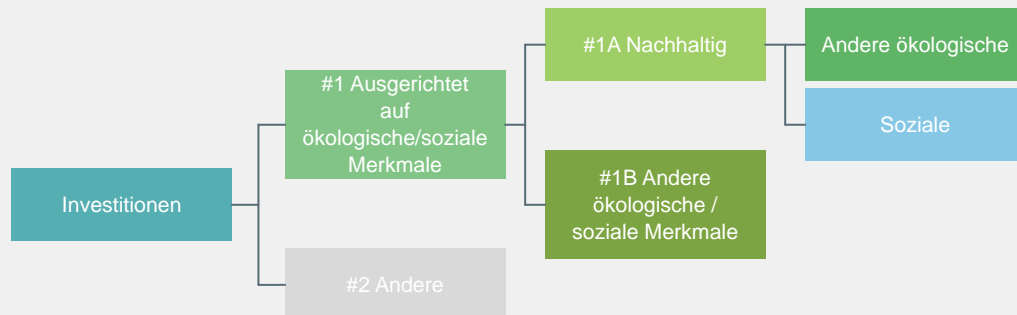 Investitionen
#1 Ausgerichtet
auf
ökologische/soziale
Merkmale
#2 Andere
#1A Nachhaltig
#1B Andere
ökologische /
soziale Merkmale
Andere ökologische
Soziale